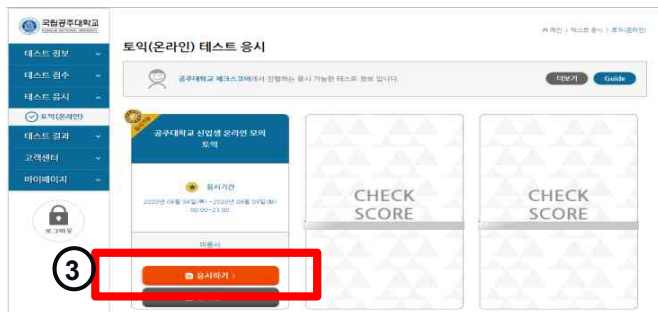 국립공주대학교
메인 > 테스트 응시 > 토익(온라인)
테스트 정보
테스트 접수
테스트 응시
토익(온라인)
테스트 결과
고객센터
마이페이지
로그아웃
토익(온라인) 테스트 응시
공주대학교 체크스코어에서 진행하는 응시 가능한 테스트 정보 입니다.
더보기
Guide
공주대학교 신입생 온라인 모의
토익
응시기간
2020년 06월 04일(목) ~2020년 06월 09일(화)
00:00~23:00
미응시
③
응시하기 >
CHECK
SCORE
CHECK
SCORE